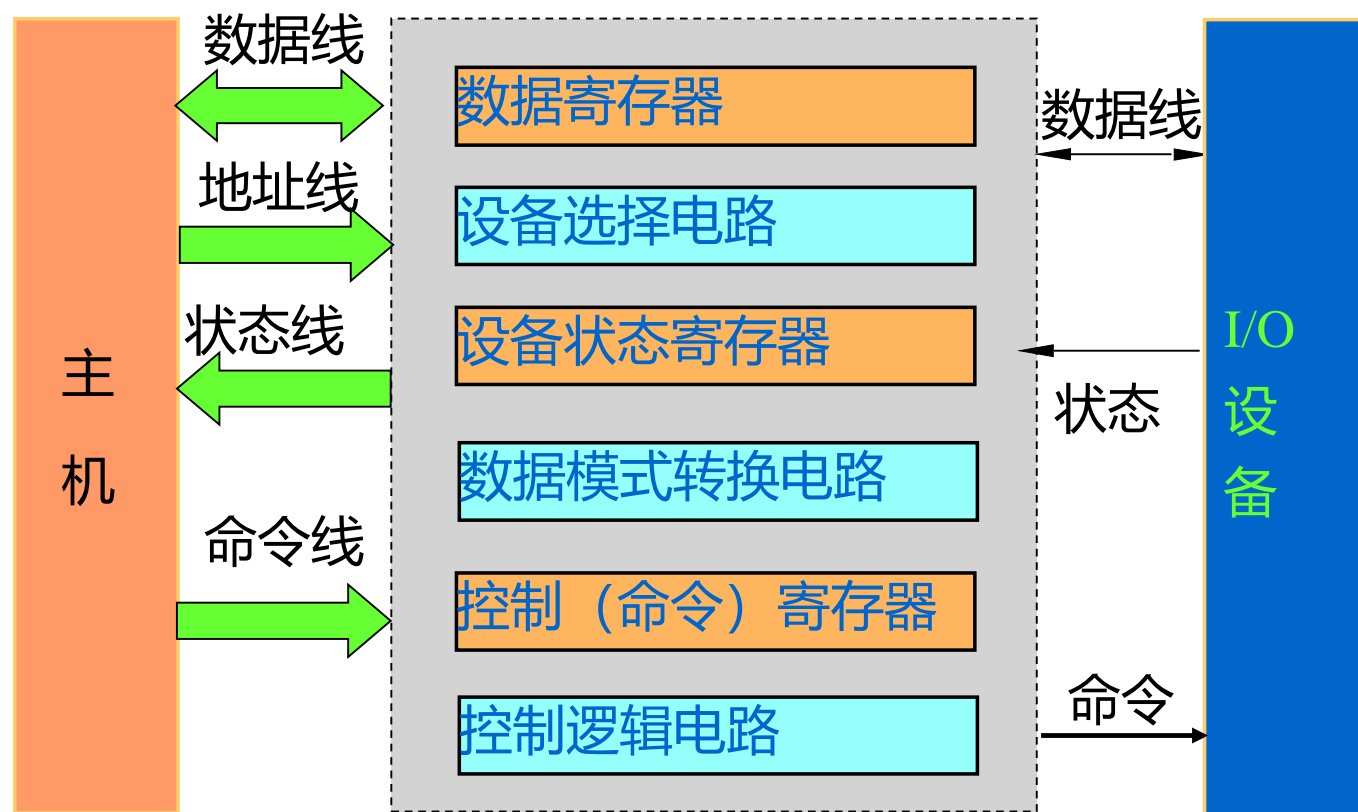 数据线
地址线
状态线
命令线
主
机
数据寄存器
设备选择电路
设备状态寄存器
数据模式转换电路
控制（命令）寄存器
控制逻辑电路
数据线
状态
命令
I/O
设
备